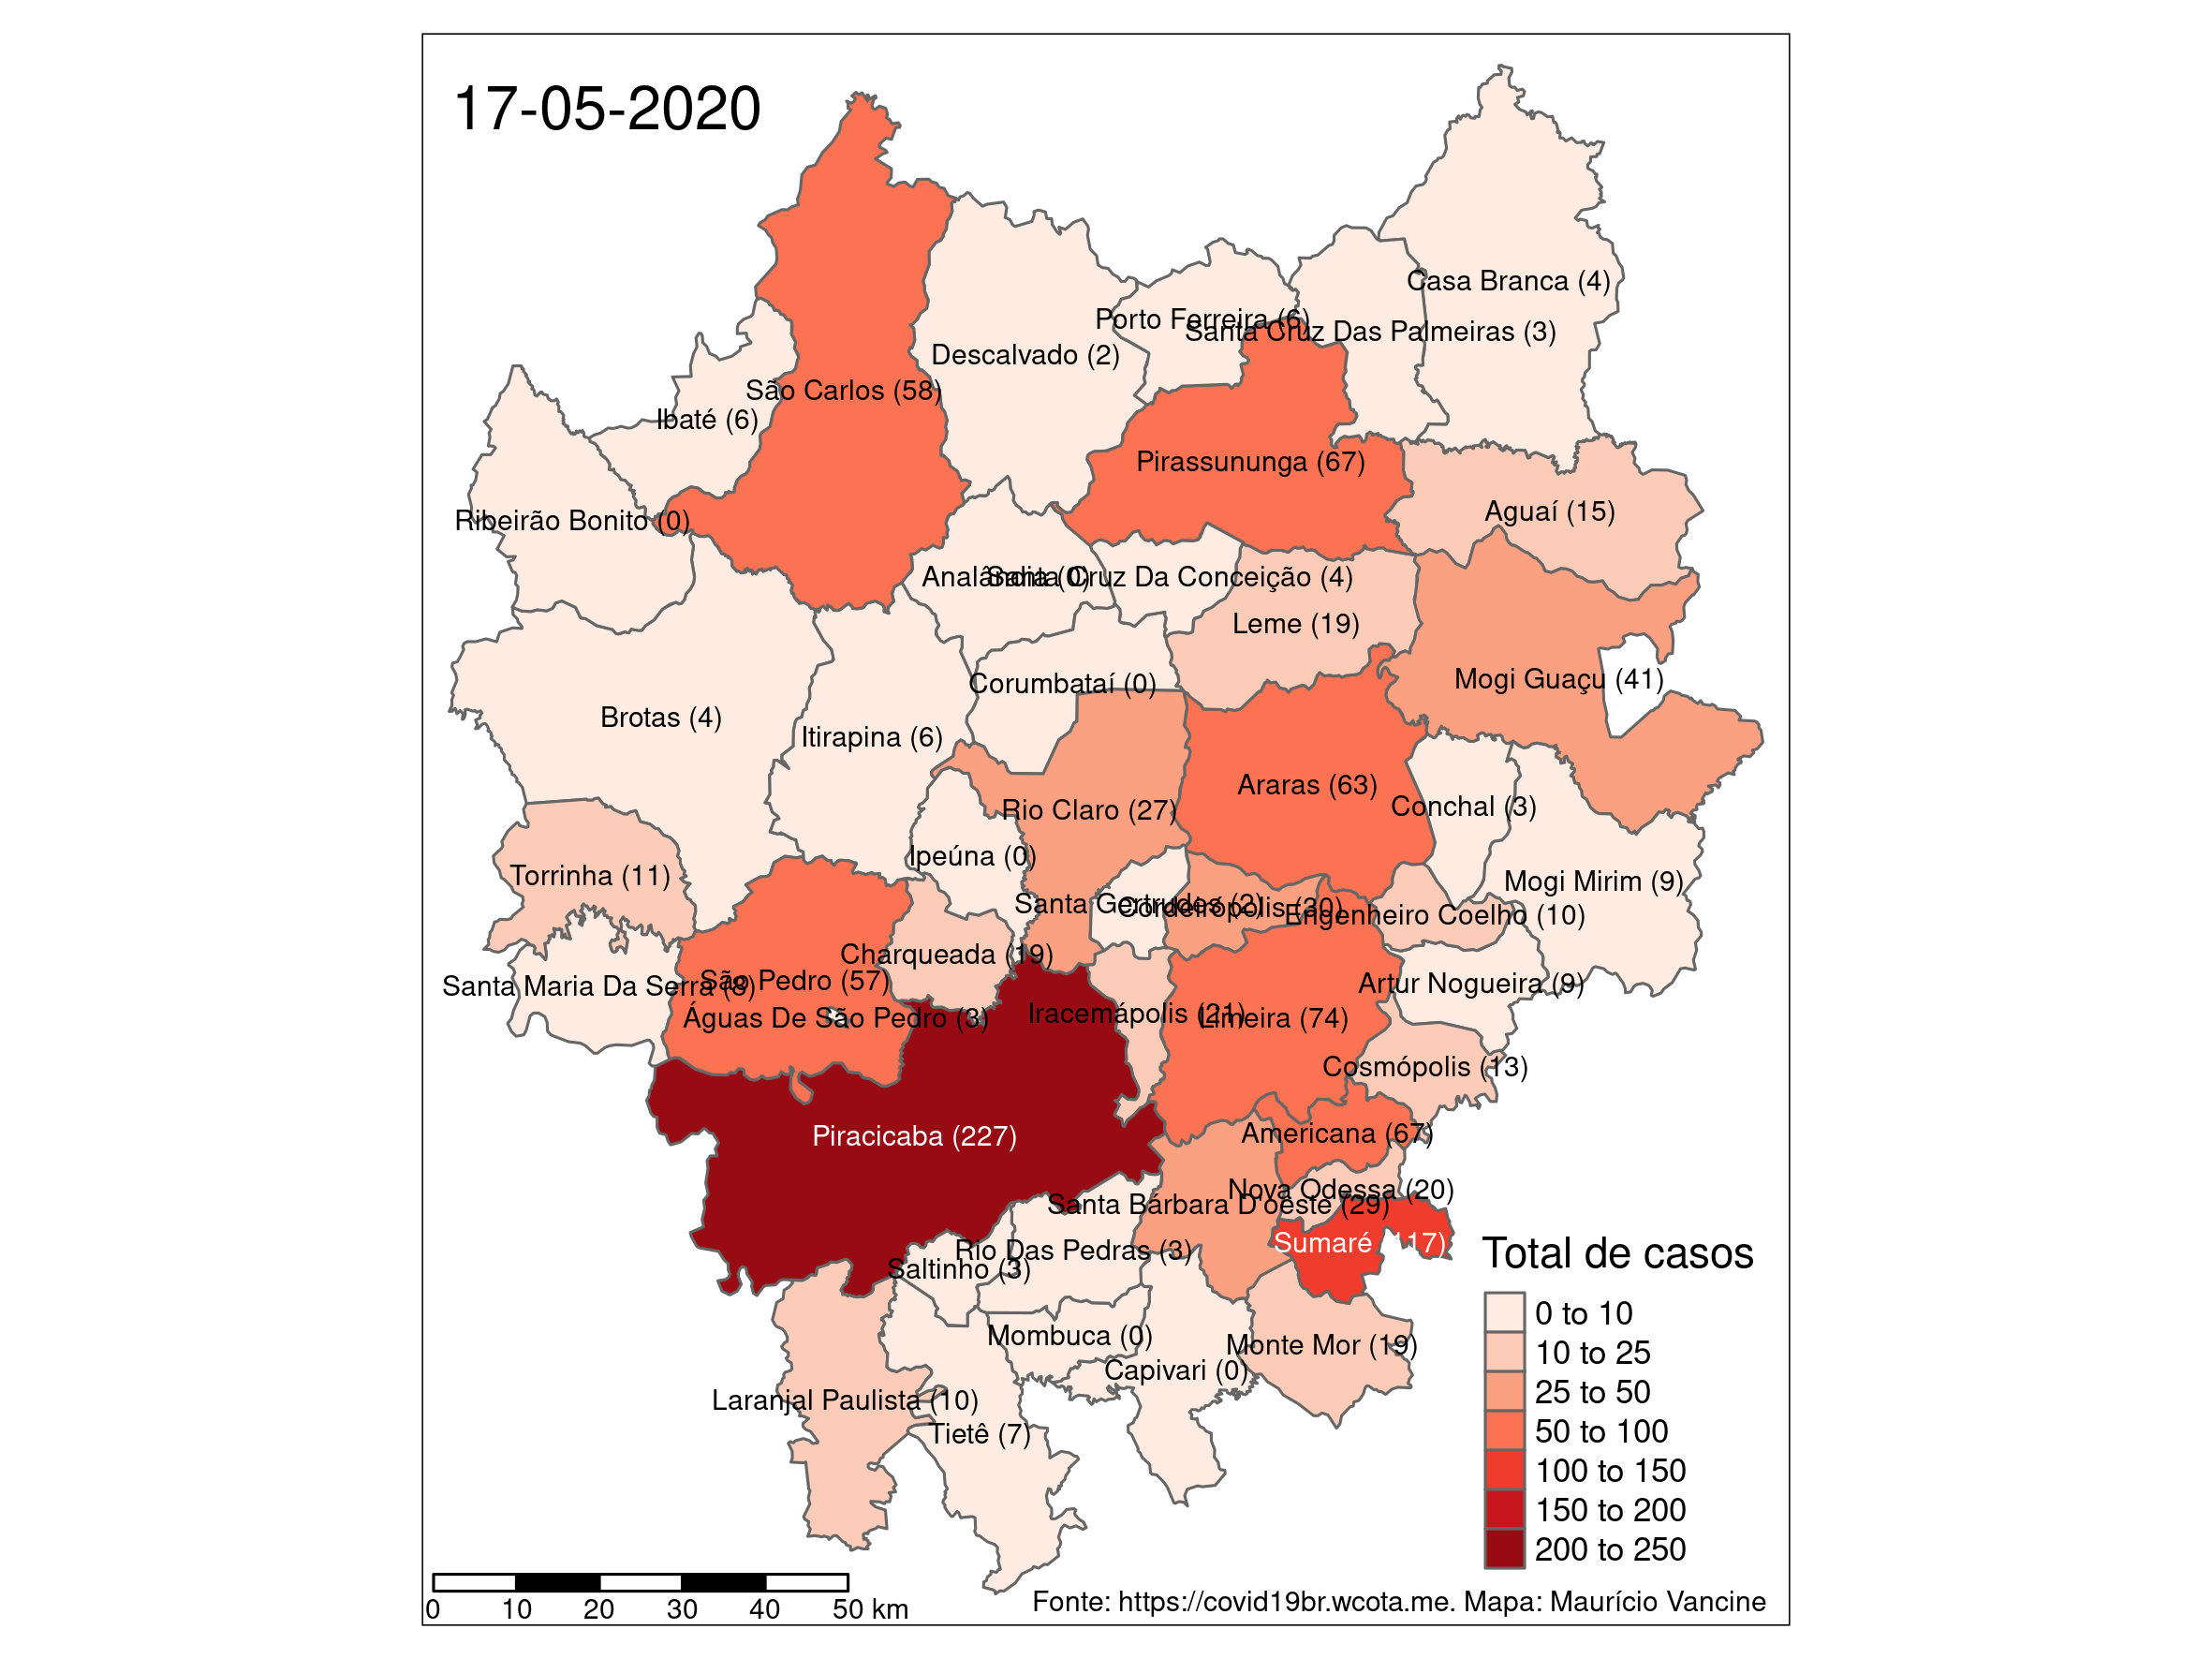 17-05-2020
Casa Branca (4)
Porto Ferreira (6)
Santa Cruz Das Palmeiras (3)
Descalvado (2)
São Carlos (58)
Ibaté (6)
Pirassununga (67)
Aguaí (15)
Ribeirão Bonito (0)
Analândia (0)
Santa Cruz Da Conceição (4)
Leme (19)
Mogi Guaçu (41)
Corumbataí (0)
Brotas (4)
Itirapina (6)
Araras (63)
Conchal (3)
Rio Claro (27)
Ipeúna (0)
Torrinha (11)
Mogi Mirim (9)
Santa Gertrudes (2)
Cordeirópolis (30)
Engenheiro Coelho (10)
Charqueada (19)
São Pedro (57)
Santa Maria Da Serra (8)
Artur Nogueira (9)
Águas De São Pedro (3)
Iracemápolis (21)
Limeira (74)
Cosmópolis (13)
Piracicaba (227)
Americana (67)
Nova Odessa (20)
Santa Bárbara D'oeste (29)
Sumaré (117)
Rio Das Pedras (3)
Saltinho (3)
Mombuca (0)
Monte Mor (19)
Capivari (0)
Laranjal Paulista (10)
Tietê (7)
Total de casos
0 to 10
10 to 25
25 to 50
50 to 100
100 to 150
150 to 200
200 to 250
0 10 20 30 40 50 km
Fonte: https://covid19br.wcota.me. Mapa: Maurício Vancine